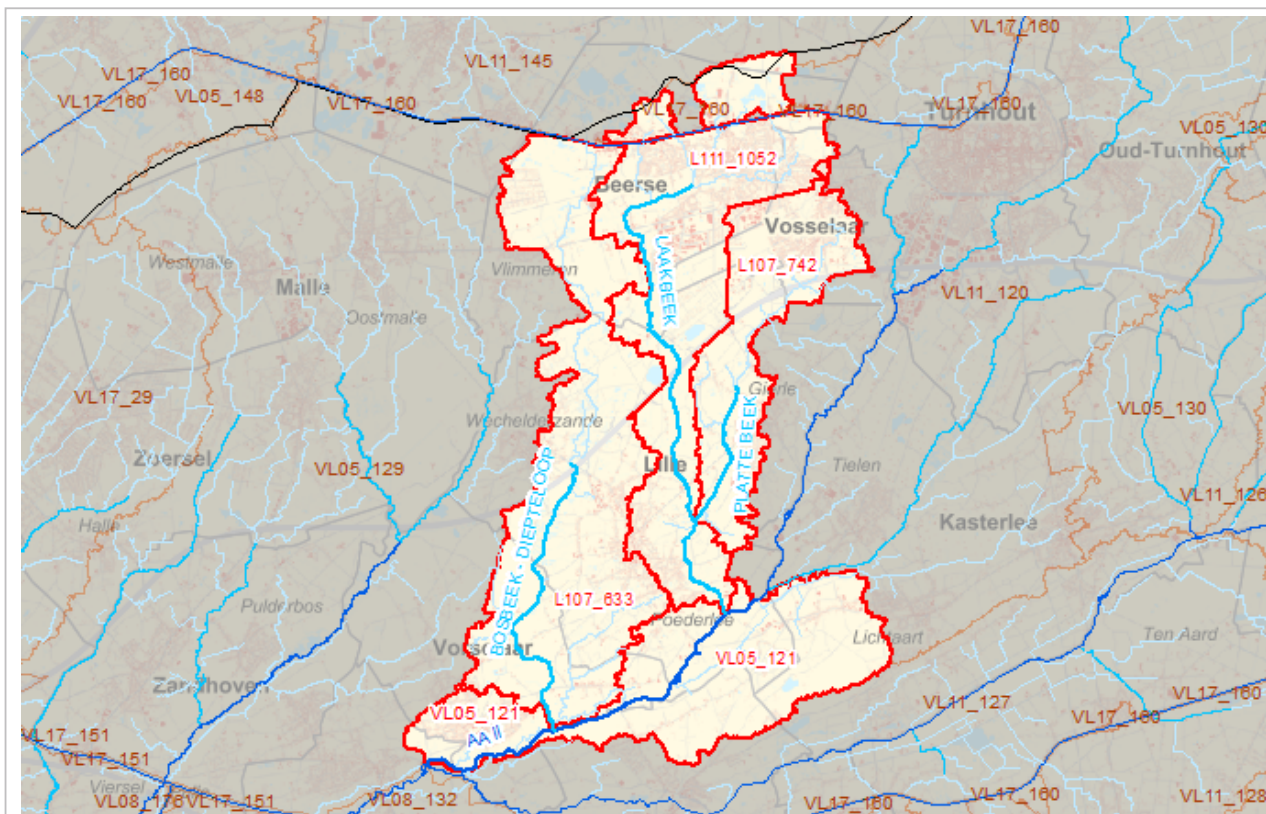 VL17_160
VL11_145
VL17_160
VL17_160
VL05_148
VL17_160
VL17_160
VL17_160
VL17_160
Turnhout
VL05_130
Oud-Turnhout
L111_1052
Beerse
Vosselaar
Westmalle
Vlimmeren
L107_742
Malle
LAAKBEEK
VL11_120
Oostmalle
Gierle
VL17_29
VL05_130
Wechelderzande
PLATTE BEEK
Zoersel
VL05_129
Lille
Tielen
VL11_126
Halle
BOSBEEK - DIEPTELOOP
Kasterlee
Pulderbos
L107_633
Poederlee
Lichtaart
Ten Aard
Vorselaar
VL05_121
Zandhoven
VL17_160
VL05_121
VL11_127
VL17_160
VL17_151
AA II
VL17_151
Viersel
VL08_176
VL17_151
VL08_132
VL17_160
VL17_160
VL11_128